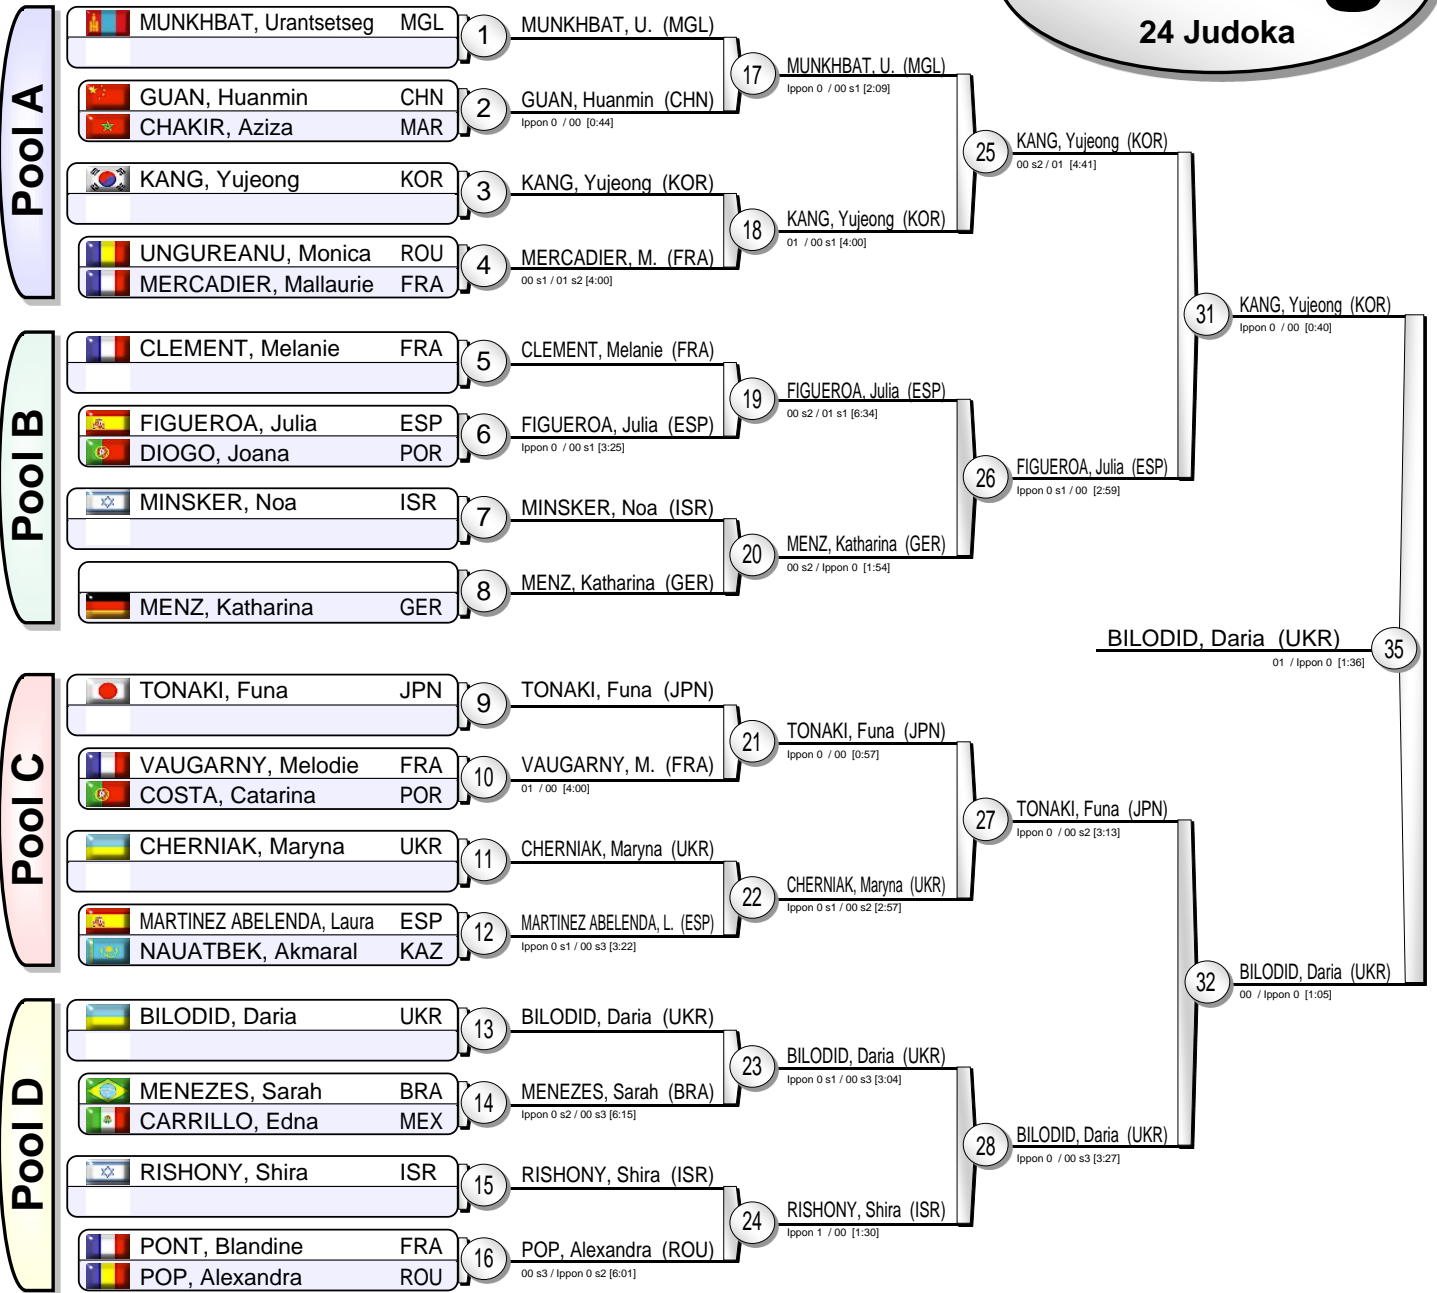 24 Judoka
Pool A
MUNKHBAT, Urantsetseg MGL
GUAN, Huanmin CHN
CHAKIR, Aziza MAR
KANG, Yujeong KOR
UNGUREANU, Monica ROU
MERCADIER, Mallaurie FRA
Pool B
CLEMENT, Melanie FRA
FIGUEROA, Julia ESP
DIOGO, Joana POR
MINSKER, Noa ISR
MENZ, Katharina GER
Pool C
TONAKI, Funa JPN
VAUGARNY, Melodie FRA
COSTA, Catarina POR
CHERNIAK, Maryna UKR
MARTINEZ ABELENDA, Laura ESP
NAUATBEK, Akmaral KAZ
Pool D
BILODID, Daria UKR
MENEZES, Sarah BRA
CARRILLO, Edna MEX
RISHONY, Shira ISR
PONT, Blandine FRA
POP, Alexandra ROU
1 MUNKHBAT, U. (MGL)
2 GUAN, Huanmin (CHN)
Ippon 0 / 00 [0:44]
3 KANG, Yujeong (KOR)
4 MERCADIER, M. (FRA)
00 s1 / 01 s2 [4:00]
5 CLEMENT, Melanie (FRA)
6 FIGUEROA, Julia (ESP)
Ippon 0 / 00 s1 [3:25]
7 MINSKER, Noa (ISR)
8 MENZ, Katharina (GER)
9 TONAKI, Funa (JPN)
10 VAUGARNY, M. (FRA)
01 / 00 [4:00]
11 CHERNIAK, Maryna (UKR)
12 MARTINEZ ABELENDA, L. (ESP)
Ippon 0 s1 / 00 s3 [3:22]
13 BILODID, Daria (UKR)
14 MENEZES, Sarah (BRA)
Ippon 0 s2 / 00 s3 [6:15]
15 RISHONY, Shira (ISR)
16 POP, Alexandra (ROU)
00 s3 / Ippon 0 s2 [6:01]
17 MUNKHBAT, U. (MGL)
Ippon 0 / 00 s1 [2:09]
18 KANG, Yujeong (KOR)
01 / 00 s1 [4:00]
19 FIGUEROA, Julia (ESP)
00 s2 / 01 s1 [6:34]
20 MENZ, Katharina (GER)
00 s2 / Ippon 0 [1:54]
21 TONAKI, Funa (JPN)
Ippon 0 / 00 [0:57]
22 CHERNIAK, Maryna (UKR)
Ippon 0 s1 / 00 s2 [2:57]
23 BILODID, Daria (UKR)
Ippon 0 s1 / 00 s3 [3:04]
24 RISHONY, Shira (ISR)
Ippon 1 / 00 [1:30]
25 KANG, Yujeong (KOR)
00 s2 / 01 [4:41]
26 FIGUEROA, Julia (ESP)
Ippon 0 s1 / 00 [2:59]
27 TONAKI, Funa (JPN)
Ippon 0 / 00 s2 [3:13]
28 BILODID, Daria (UKR)
Ippon 0 / 00 s3 [3:27]
31 KANG, Yujeong (KOR)
Ippon 0 / 00 [0:40]
32 BILODID, Daria (UKR)
00 / Ippon 0 [1:05]
BILODID, Daria (UKR) 35
01 / Ippon 0 [1:36]